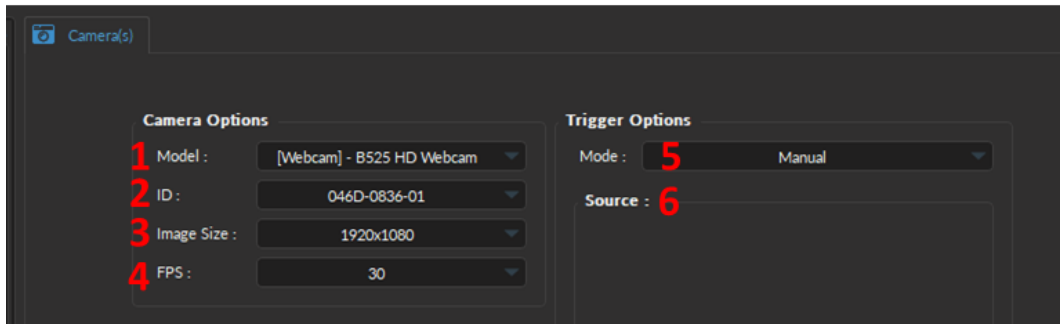 Camera(s)
Camera Options
1 Model : [Webcam] - B525 HD Webcam
2 ID : 046D-0836-01
3 Image Size : 1920x1080
4 FPS : 30
Trigger Options
Mode : 5 Manual
Source : 6